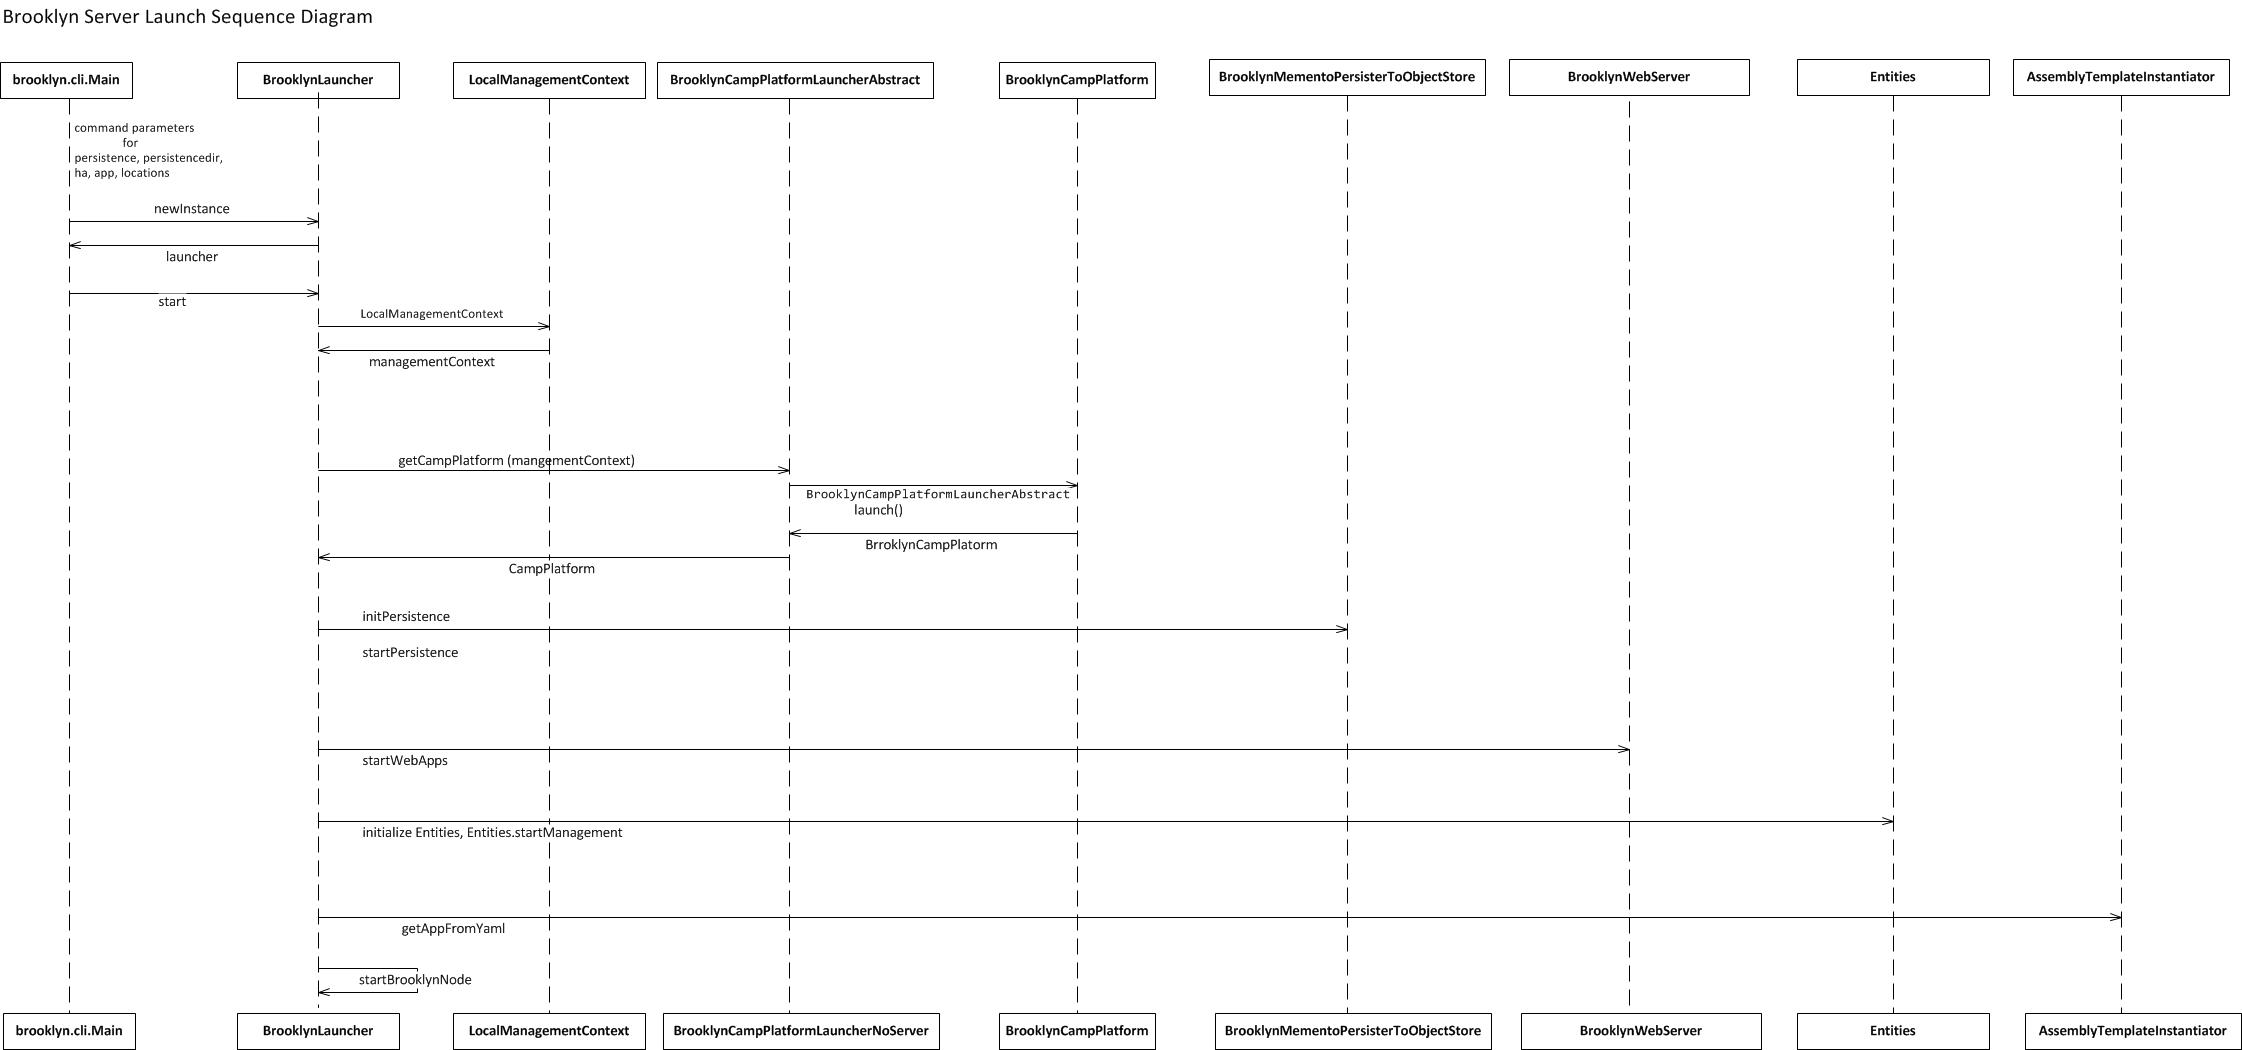 Brooklyn Server Launch Sequence Diagram
brooklyn.cli.Main
BrooklynLauncher
LocalManagementContext
BrooklynCampPlatformLauncherAbstract
BrooklynCampPlatform
BrooklynMementoPersisterToObjectStore
BrooklynWebServer
Entities
AssemblyTemplateInstantiator
command parameters
for
persistence, persistencedir,
ha, app, locations
newInstance
launcher
start
LocalManagementContext
managementContext
getCampPlatform (mangementContext)
BrooklynCampPlatformLauncherAbstract
launch()
BrroklynCampPlatorm
CampPlatform
initPersistence
startPersistence
startWebApps
initialize Entities, Entities.startManagement
getAppFromYaml
startBrooklynNode
brooklyn.cli.Main
BrooklynLauncher
LocalManagementContext
BrooklynCampPlatformLauncherNoServer
BrooklynCampPlatform
BrooklynMementoPersisterToObjectStore
BrooklynWebServer
Entities
AssemblyTemplateInstantiator